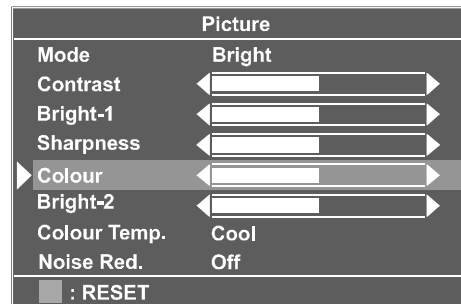 Picture
Mode Bright
Contrast
Bright-1
Sharpness
Colour
Bright-2
Colour Temp. Cool
Noise Red. Off
: RESET